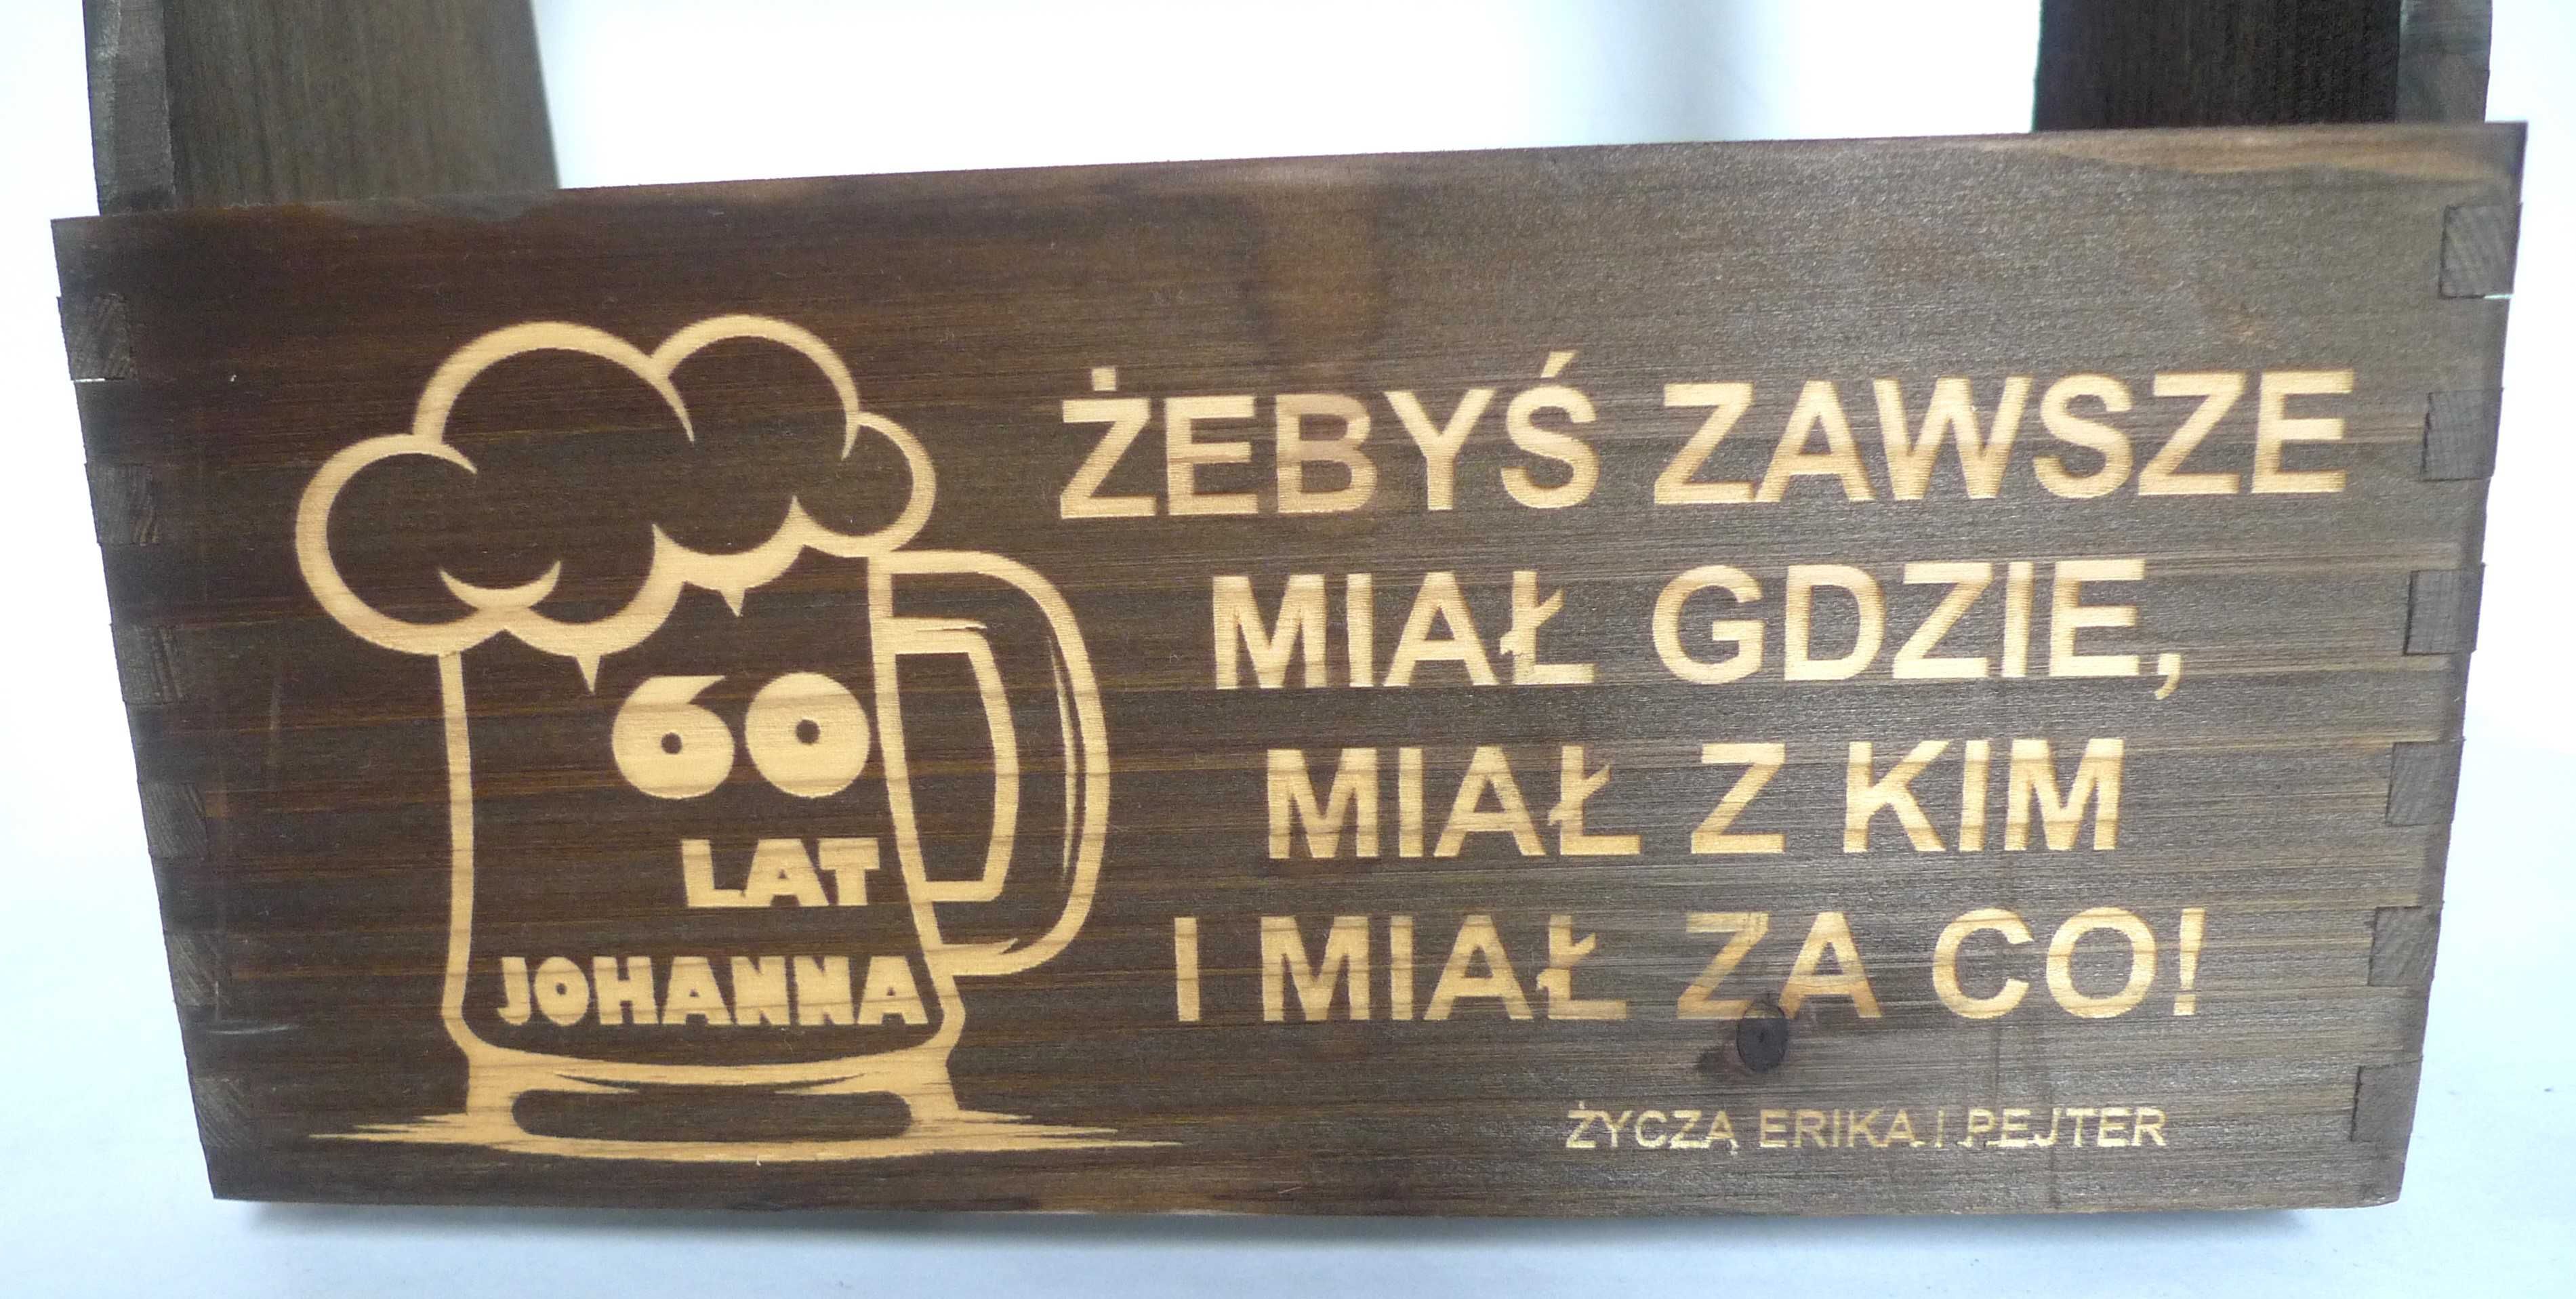 60
LAT
JOHANNA
ŻEBYŚ ZAWSZE
MIAŁ GDZIE,
MIAŁ Z KIM
I MIAŁ ZA CO!
ŻYCZĄ ERIKA I PEJTER